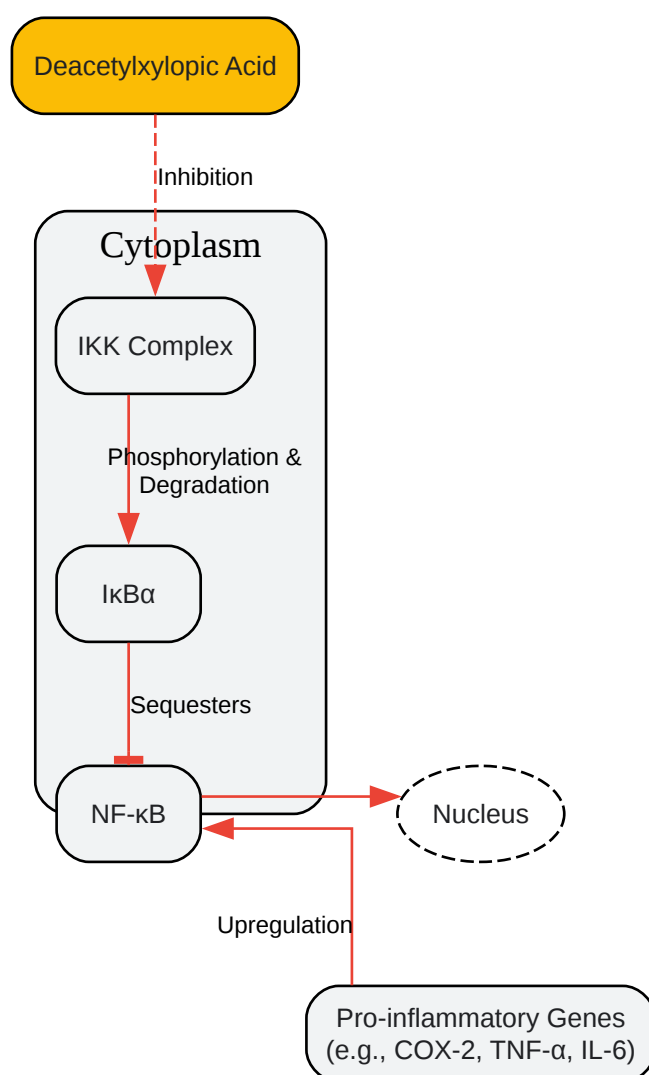 Deacetylxylopic Acid
Inhibition
Cytoplasm
IKK Complex
Phosphorylation &
Degradation
IκBα
Sequesters
NF-κB
Nucleus
Upregulation
Pro-inflammatory Genes
(e.g., COX-2, TNF-α, IL-6)